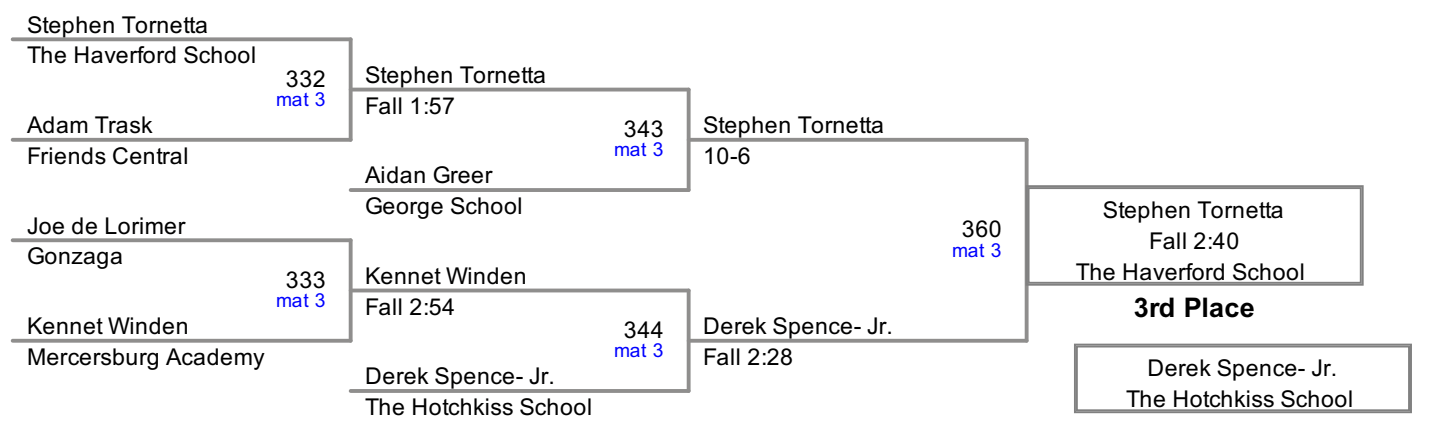 Stephen Tornetta
The Haverford School
332
mat 3
Adam Trask
Friends Central
Joe de Lorimer
Gonzaga
333
mat 3
Kennet Winden
Mercersburg Academy
Stephen Tornetta
Fall 1:57
343
mat 3
Aidan Greer
George School
Kennet Winden
Fall 2:54
344
mat 3
Derek Spence- Jr.
The Hotchkiss School
Stephen Tornetta
10-6
360
mat 3
Derek Spence- Jr.
Fall 2:28
Stephen Tornetta
Fall 2:40
The Haverford School
3rd Place
Derek Spence- Jr.
The Hotchkiss School